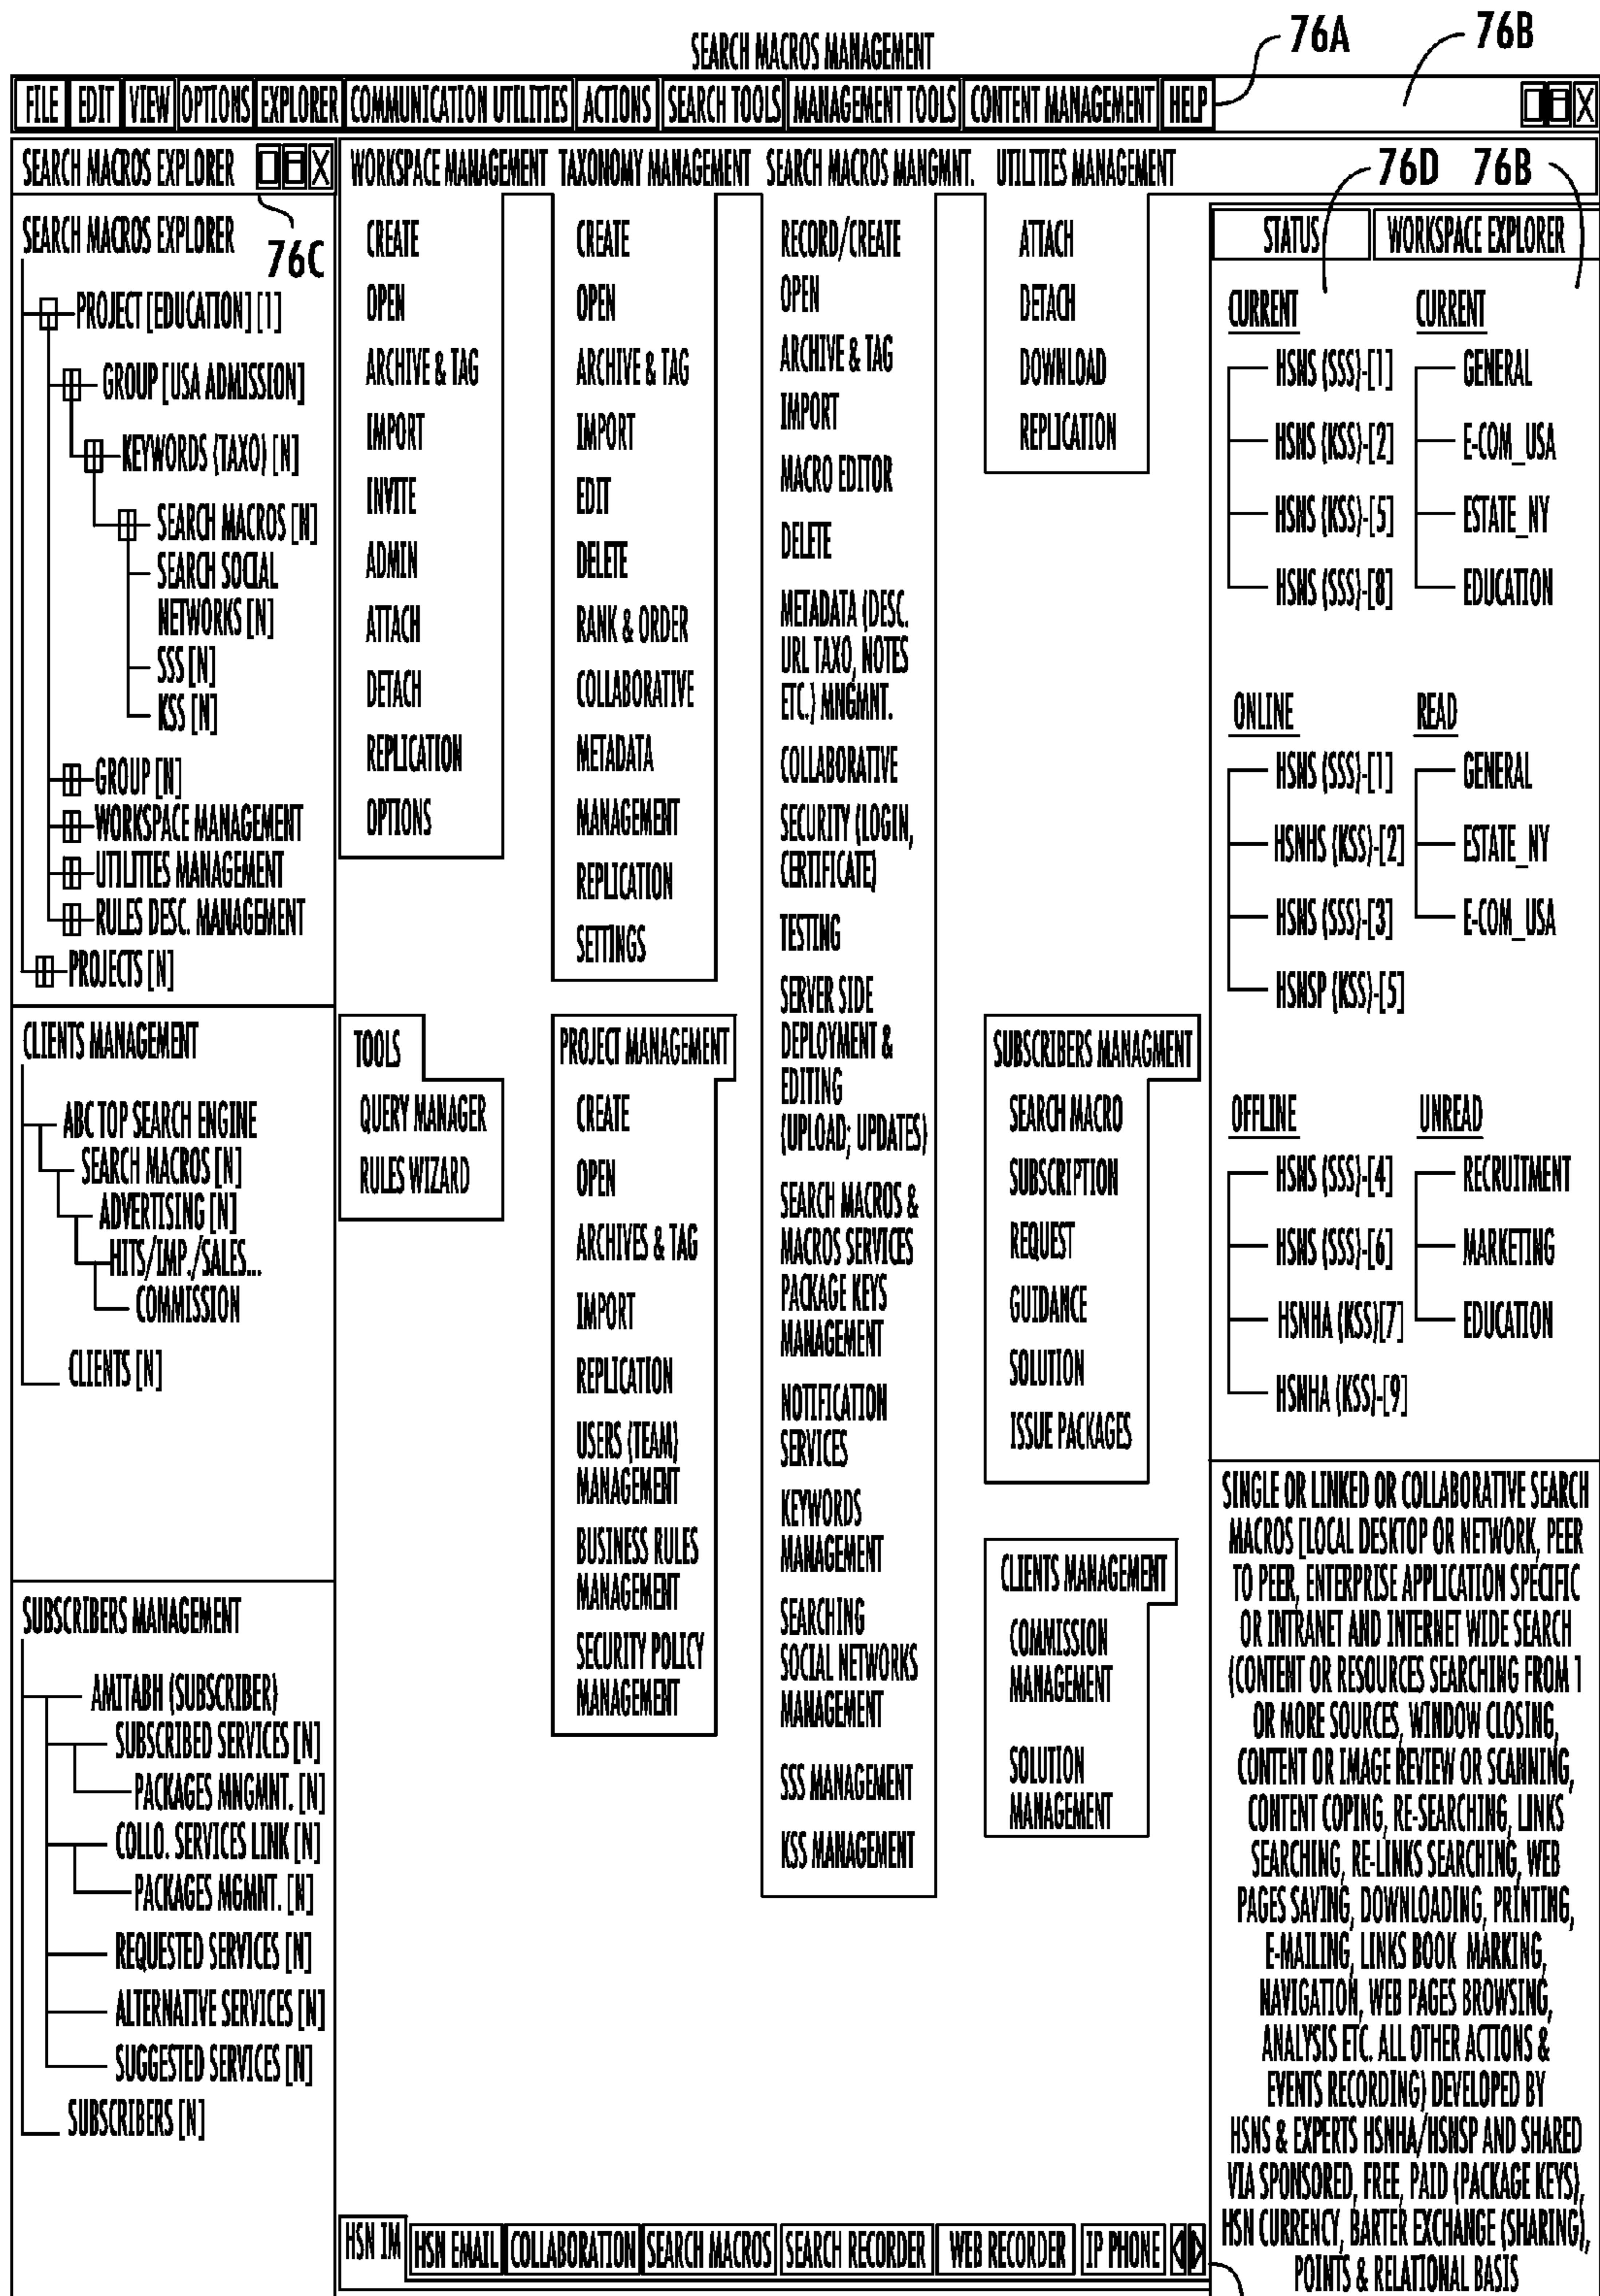 SEARCH MACROS MANAGEMENT
76A
76B
FILE EDIT VIEW OPTIONS EXPLORER COMMUNICATION UTILITIES ACTIONS SEARCH TOOLS MANAGEMENT TOOLS CONTENT MANAGEMENT HELP
X
SEARCH MACROS EXPLORER X
76C
SEARCH MACROS EXPLORER
PROJECT [EDUCATION] [1]
GROUP [USA ADMISSION]
KEYWORDS (TAXO) [N]
SEARCH MACROS [N]
SEARCH SOCIAL
NETWORKS [N]
SSS [N]
KSS [N]
GROUP [N]
WORKSPACE MANAGEMENT
UTILITIES MANAGEMENT
RULES DESC. MANAGEMENT
PROJECTS [N]
CLIENTS MANAGEMENT
ABC TOP SEARCH ENGINE
SEARCH MACROS [N]
ADVERTISING [N]
HITS/IMP./SALES...
COMMISSION
CLIENTS [N]
SUBSCRIBERS MANAGEMENT
AMITABH (SUBSCRIBER)
SUBSCRIBED SERVICES [N]
PACKAGES MNGMNT. [N]
COLLO. SERVICES LINK [N]
PACKAGES MGMNT. [N]
REQUESTED SERVICES [N]
ALTERNATIVE SERVICES [N]
SUGGESTED SERVICES [N]
SUBSCRIBERS [N]
WORKSPACE MANAGEMENT
CREATE
OPEN
ARCHIVE & TAG
IMPORT
INVITE
ADMIN
ATTACH
DETACH
REPLICATION
OPTIONS
TOOLS
QUERY MANAGER
RULES WIZARD
TAXONOMY MANAGEMENT
CREATE
OPEN
ARCHIVE & TAG
IMPORT
EDIT
DELETE
RANK & ORDER
COLLABORATIVE
METADATA
MANAGEMENT
REPLICATION
SETTINGS
PROJECT MANAGEMENT
CREATE
OPEN
ARCHIVES & TAG
IMPORT
REPLICATION
USERS (TEAM)
MANAGEMENT
BUSINESS RULES
MANAGEMENT
SECURITY POLICY
MANAGEMENT
SEARCH MACROS MANGMNT.
RECORD/CREATE
OPEN
ARCHIVE & TAG
IMPORT
MACRO EDITOR
DELETE
METADATA (DESC.
URL TAXO, NOTES
ETC.) MNGMNT.
COLLABORATIVE
SECURITY (LOGIN,
CERTIFICATE)
TESTING
SERVER SIDE
DEPLOYMENT &
EDITING
(UPLOAD; UPDATES)
SEARCH MACROS &
MACROS SERVICES
PACKAGE KEYS
MANAGEMENT
NOTIFICATION
SERVICES
KEYWORDS
MANAGEMENT
SEARCHING
SOCIAL NETWORKS
MANAGEMENT
SSS MANAGEMENT
KSS MANAGEMENT
UTILITIES MANAGEMENT
ATTACH
DETACH
DOWNLOAD
REPLICATION
SUBSCRIBERS MANAGMENT
SEARCH MACRO
SUBSCRIPTION
REQUEST
GUIDANCE
SOLUTION
ISSUE PACKAGES
CLIENTS MANAGEMENT
COMMISSION
MANAGEMENT
SOLUTION
MANAGEMENT
76D 76B
STATUS
CURRENT
HSNS (SSS)-[1]
HSNS (KSS)-[2]
HSNS (KSS)-[5]
HSNS (SSS)-[8]
ONLINE
HSNS (SSS)-[1]
HSNHS (KSS)-[2]
HSNS (SSS)-[3]
HSNSP (KSS)-[5]
OFFLINE
HSNS (SSS)-[4]
HSNS (SSS)-[6]
HSNHA (KSS)[7]
HSNHA (KSS)-[9]
WORKSPACE EXPLORER
CURRENT
GENERAL
E-COM_USA
ESTATE_NY
EDUCATION
READ
GENERAL
ESTATE_NY
E-COM_USA
UNREAD
RECRUITMENT
MARKETING
EDUCATION
SINGLE OR LINKED OR COLLABORATIVE SEARCH
MACROS [LOCAL DESKTOP OR NETWORK, PEER
TO PEER, ENTERPRISE APPLICATION SPECIFIC
OR INTRANET AND INTERNET WIDE SEARCH
(CONTENT OR RESOURCES SEARCHING FROM 1
OR MORE SOURCES, WINDOW CLOSING,
CONTENT OR IMAGE REVIEW OR SCANNING,
CONTENT COPING, RE-SEARCHING, LINKS
SEARCHING, RE-LINKS SEARCHING, WEB
PAGES SAVING, DOWNLOADING, PRINTING,
E-MAILING, LINKS BOOK MARKING,
NAVIGATION, WEB PAGES BROWSING,
ANALYSIS ETC. ALL OTHER ACTIONS &
EVENTS RECORDING) DEVELOPED BY
HSNS & EXPERTS HSNHA/HSNSP AND SHARED
VIA SPONSORED, FREE, PAID (PACKAGE KEYS),
HSN CURRENCY, BARTER EXCHANGE (SHARING),
POINTS & RELATIONAL BASIS
HSN IM HSN EMAIL COLLABORATION SEARCH MACROS SEARCH RECORDER WEB RECORDER IP PHONE